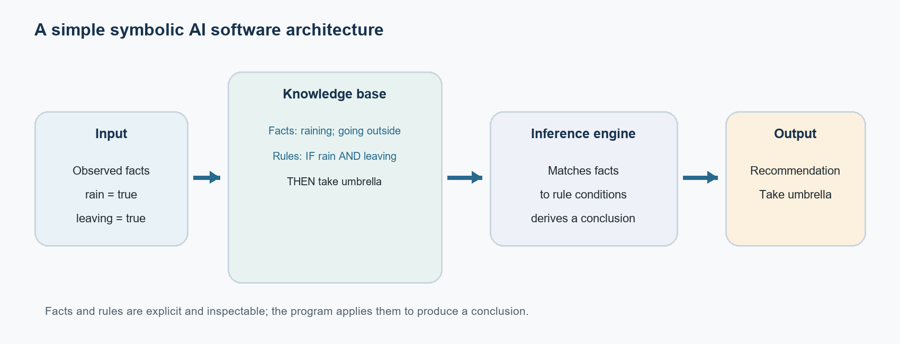 A simple symbolic AI software architecture
Input
Observed facts
rain = true
leaving = true
Knowledge base
Facts: raining; going outside
Rules: IF rain AND leaving
THEN take umbrella
Inference engine
Matches facts
to rule conditions
derives a conclusion
Output
Recommendation
Take umbrella
Facts and rules are explicit and inspectable; the program applies them to produce a conclusion.